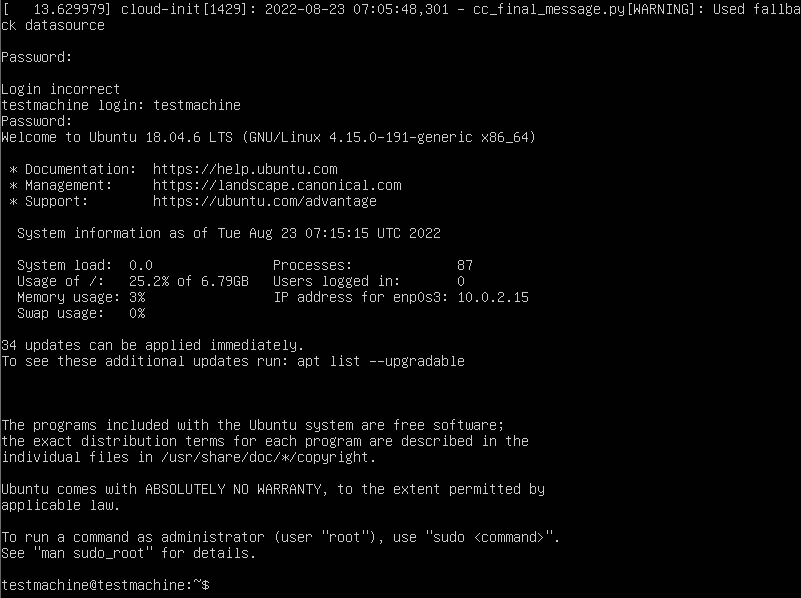 [   13.629979] cloud-init[1429]: 2022-08-23 07:05:48,301 - cc_final_message.py[WARNING]: Used fallba
ck datasource
Password:
Login incorrect
testmachine login: testmachine
Password:
Welcome to Ubuntu 18.04.6 LTS (GNU/Linux 4.15.0-191-generic x86_64)
 * Documentation:  https://help.ubuntu.com
 * Management:     https://landscape.canonical.com
 * Support:        https://ubuntu.com/advantage
  System information as of Tue Aug 23 07:15:15 UTC 2022
  System load:  0.0               Processes:             87
  Usage of /:   25.2% of 6.79GB   Users logged in:       0
  Memory usage: 3%                IP address for enp0s3: 10.0.2.15
  Swap usage:   0%
34 updates can be applied immediately.
To see these additional updates run: apt list --upgradable
The programs included with the Ubuntu system are free software;
the exact distribution terms for each program are described in the
individual files in /usr/share/doc/*/copyright.
Ubuntu comes with ABSOLUTELY NO WARRANTY, to the extent permitted by
applicable law.
To run a command as administrator (user "root"), use "sudo <command>".
See "man sudo_root" for details.
testmachine@testmachine:~$